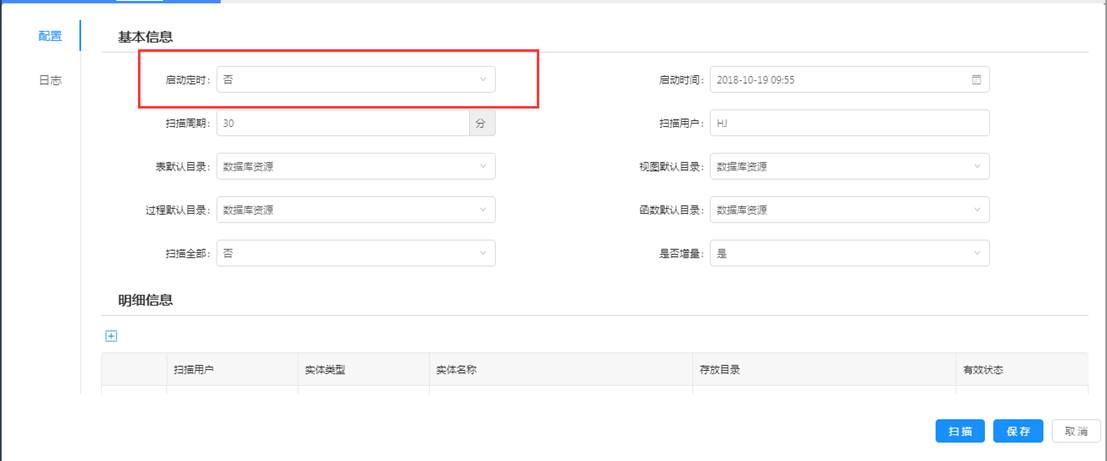 配置
日志
基本信息
启动定时： 否
启动时间： 2018-10-19 09:55
扫描周期： 30 分
扫描用户： HJ
表默认目录： 数据库资源
视图默认目录： 数据库资源
过程默认目录： 数据库资源
函数默认目录： 数据库资源
扫描全部： 否
是否增量： 是
明细信息
扫描用户 实体类型 实体名称 存放目录 有效状态
扫描 保存 取消